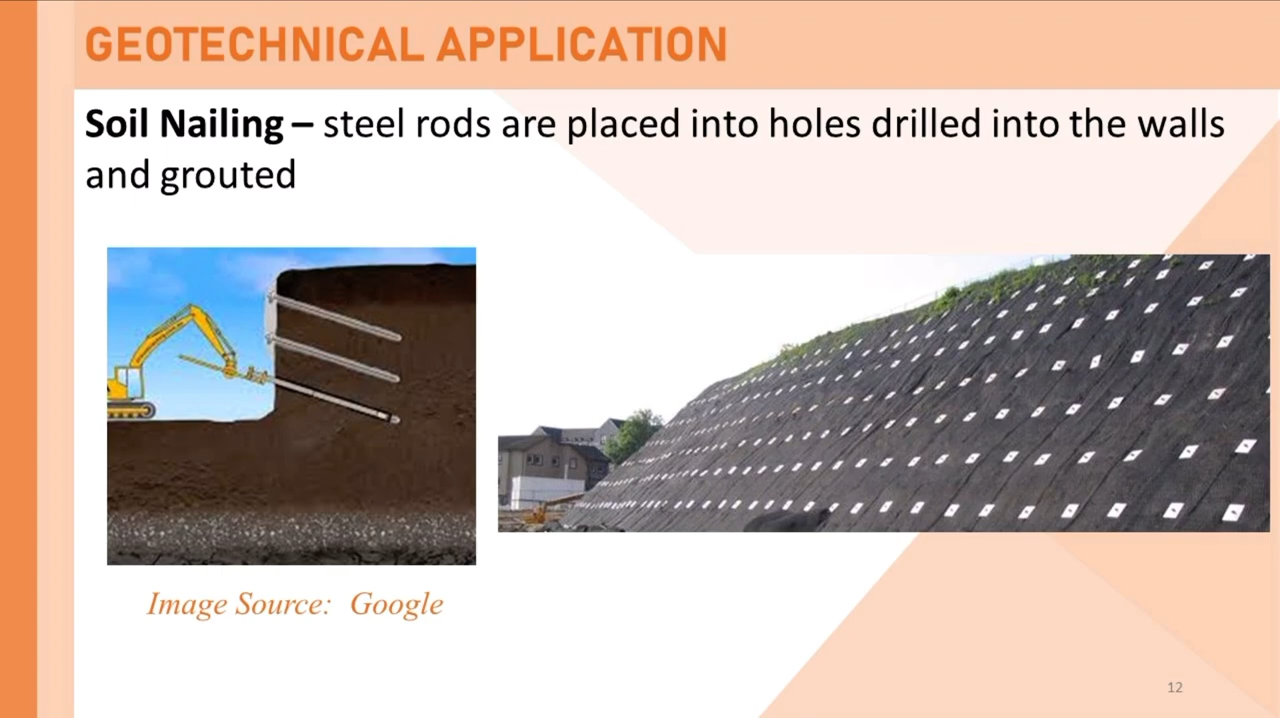 GEOTECHNICAL APPLICATION
Soil Nailing – steel rods are placed into holes drilled into the walls
and grouted
Image Source: Google
12